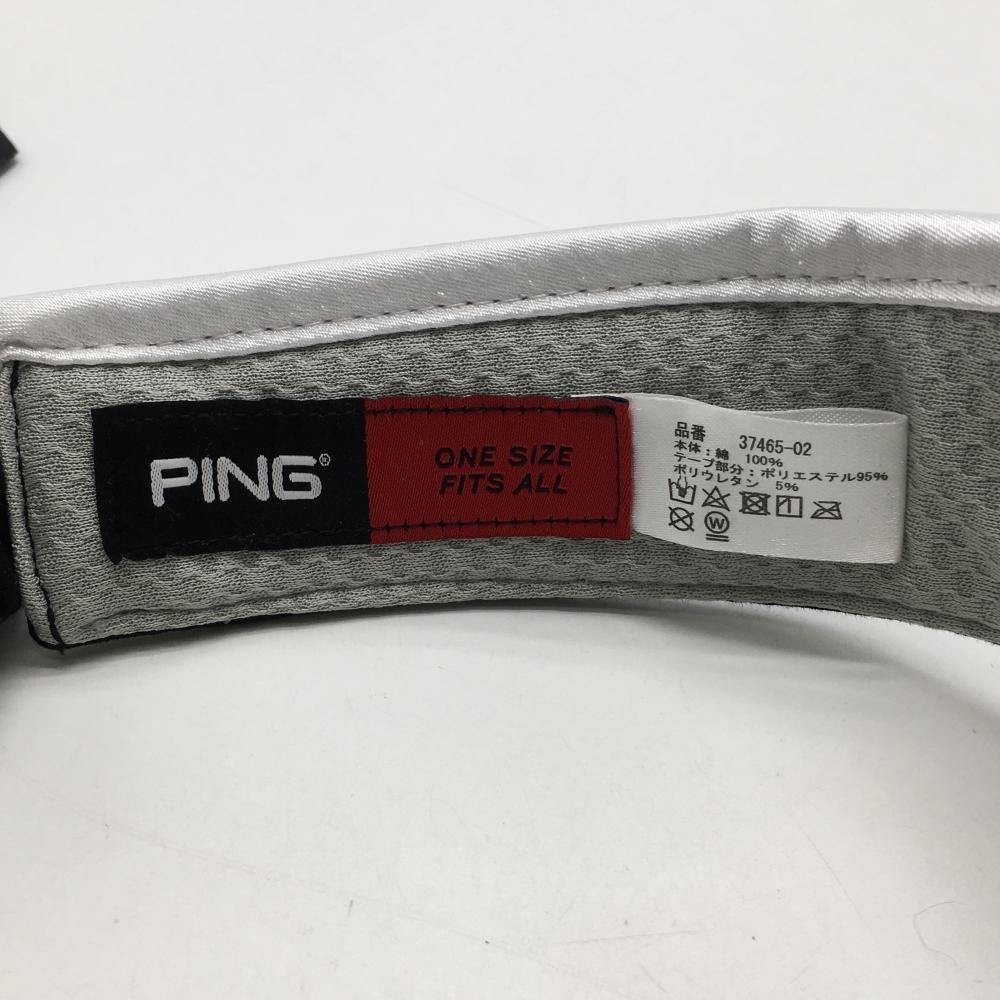 PING®
ONE SIZE
FITS ALL
品番 37465-02
本体:綿 100%
テープ部分:ポリエステル95%
ポリウレタン 5%
W